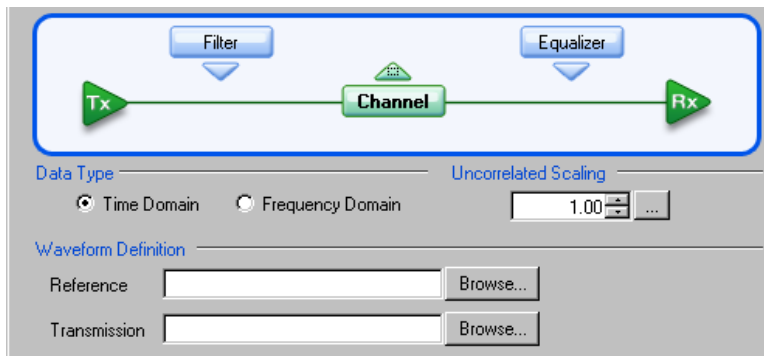 Filter Equalizer
Tx Channel Rx
Data Type Uncorrelated Scaling
Time Domain Frequency Domain 1.00 ...
Waveform Definition
Reference Browse...
Transmission Browse...